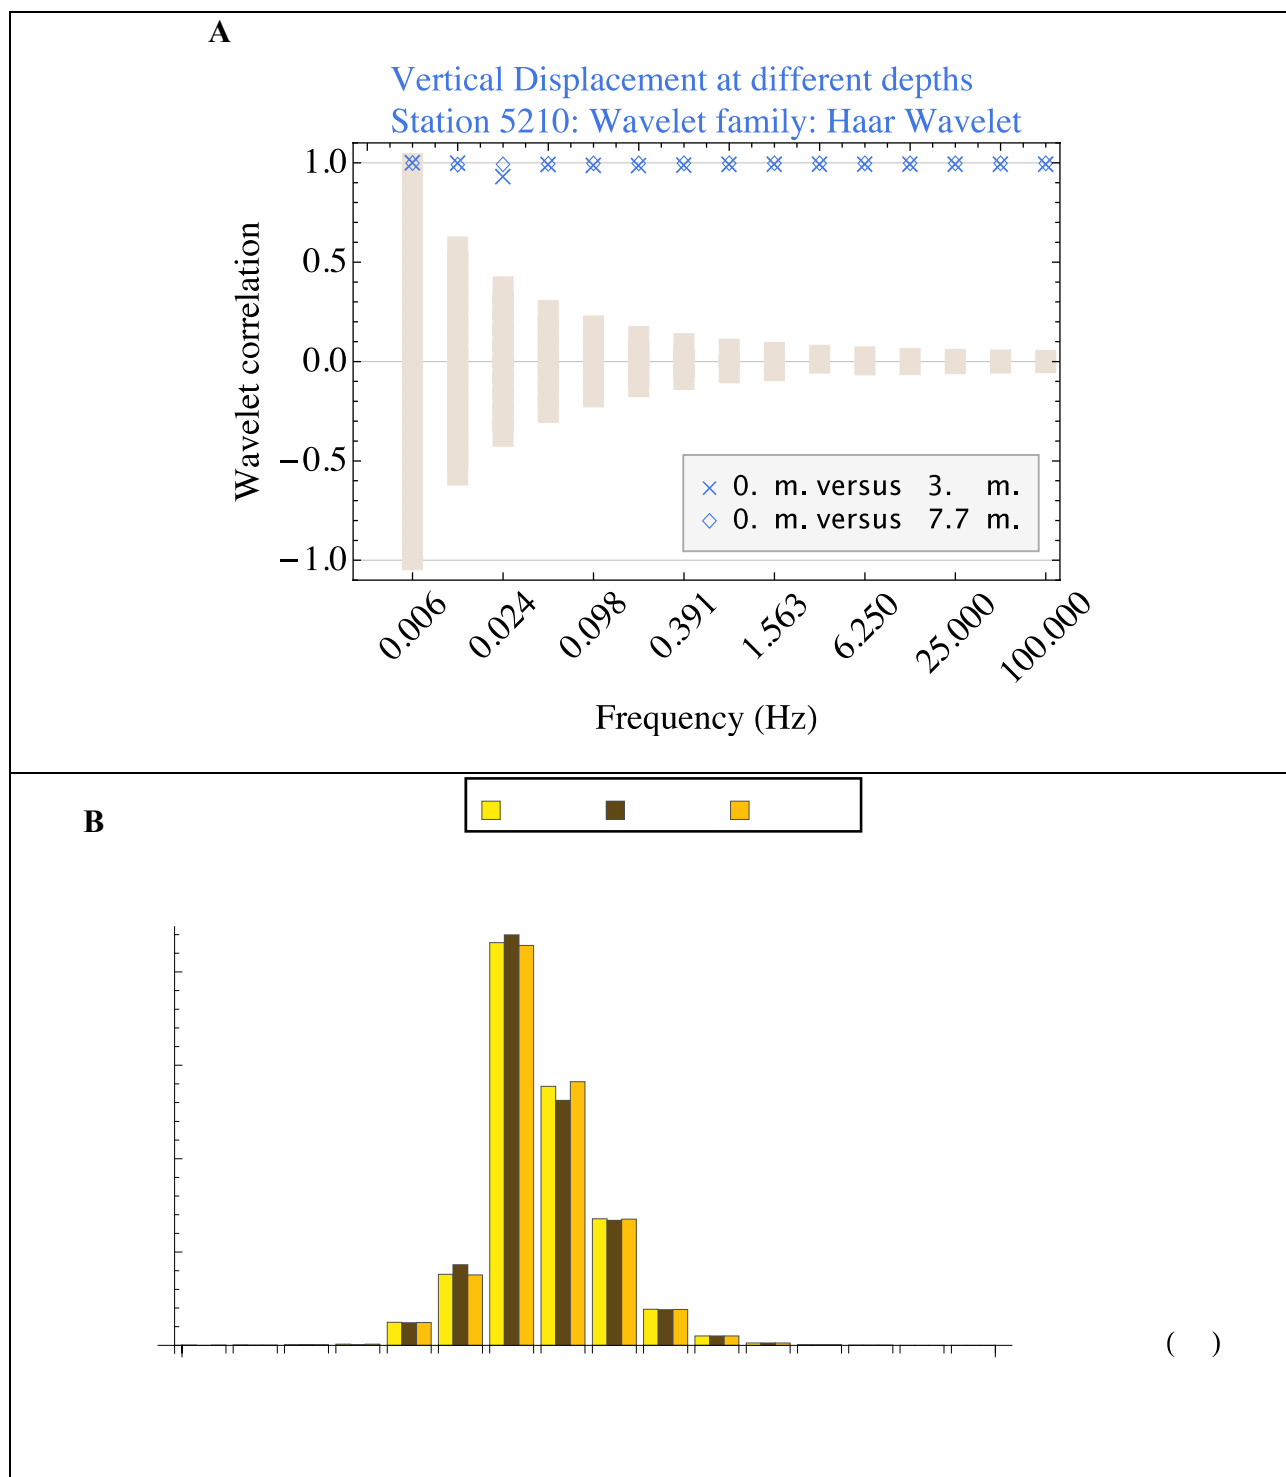 A
Vertical Displacement at different depths
Station 5210: Wavelet family: Haar Wavelet
Wavelet correlation
1.0
0.5
0.0
−0.5
−1.0
× 0. m. versus 3. m.
◇ 0. m. versus 7.7 m.
0.006 0.024 0.098 0.391 1.563 6.250 25.000 100.000
Frequency (Hz)
B
( )